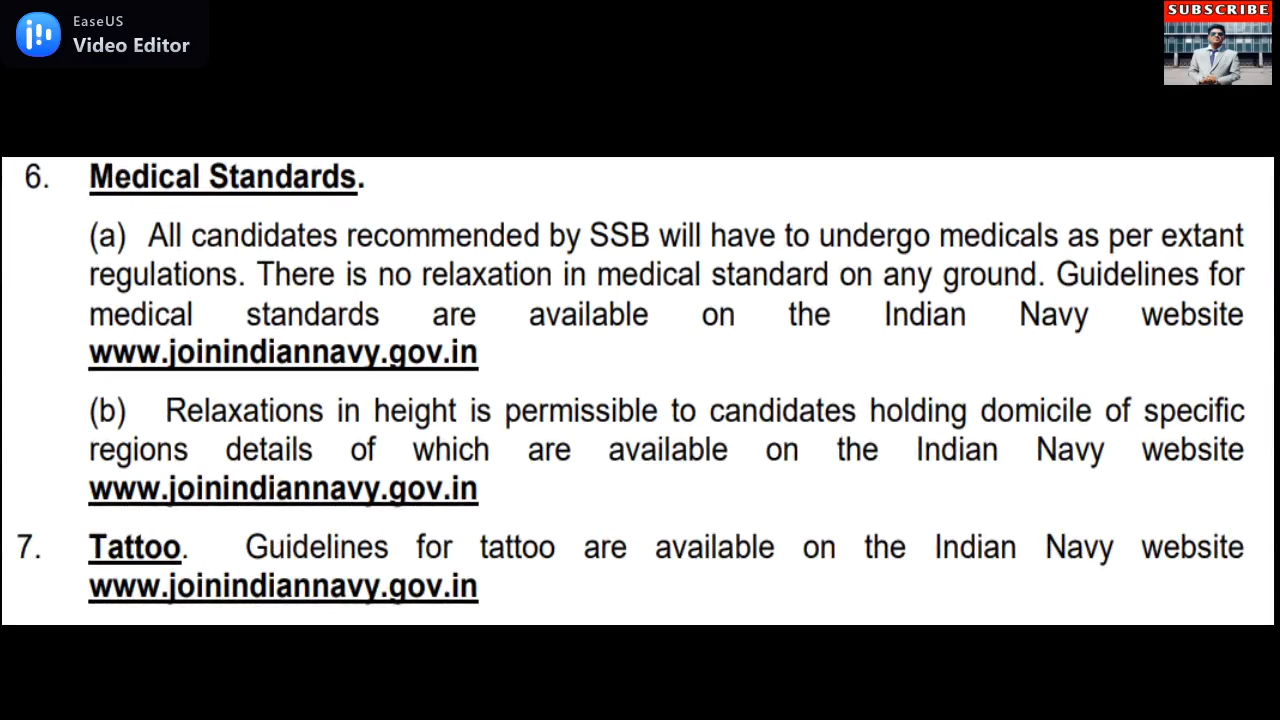 EaseUS
Video Editor
SUBSCRIBE
6. Medical Standards.
(a) All candidates recommended by SSB will have to undergo medicals as per extant
regulations. There is no relaxation in medical standard on any ground. Guidelines for
medical standards are available on the Indian Navy website
www.joinindiannavy.gov.in
(b) Relaxations in height is permissible to candidates holding domicile of specific
regions details of which are available on the Indian Navy website
www.joinindiannavy.gov.in
7. Tattoo. Guidelines for tattoo are available on the Indian Navy website
www.joinindiannavy.gov.in